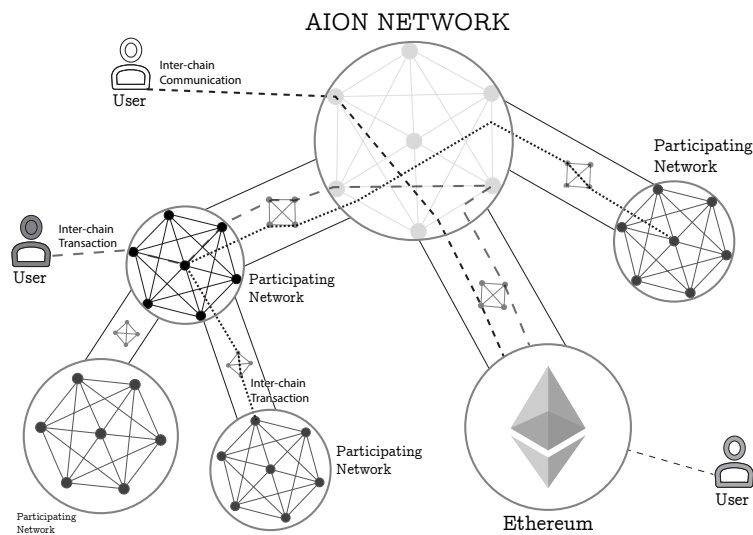 AION NETWORK
Inter-chain
Communication
User
Participating
Network
Inter-chain
Transaction
User
Participating
Network
Inter-chain
Transaction
Participating
Network
Participating
Network
Ethereum
User